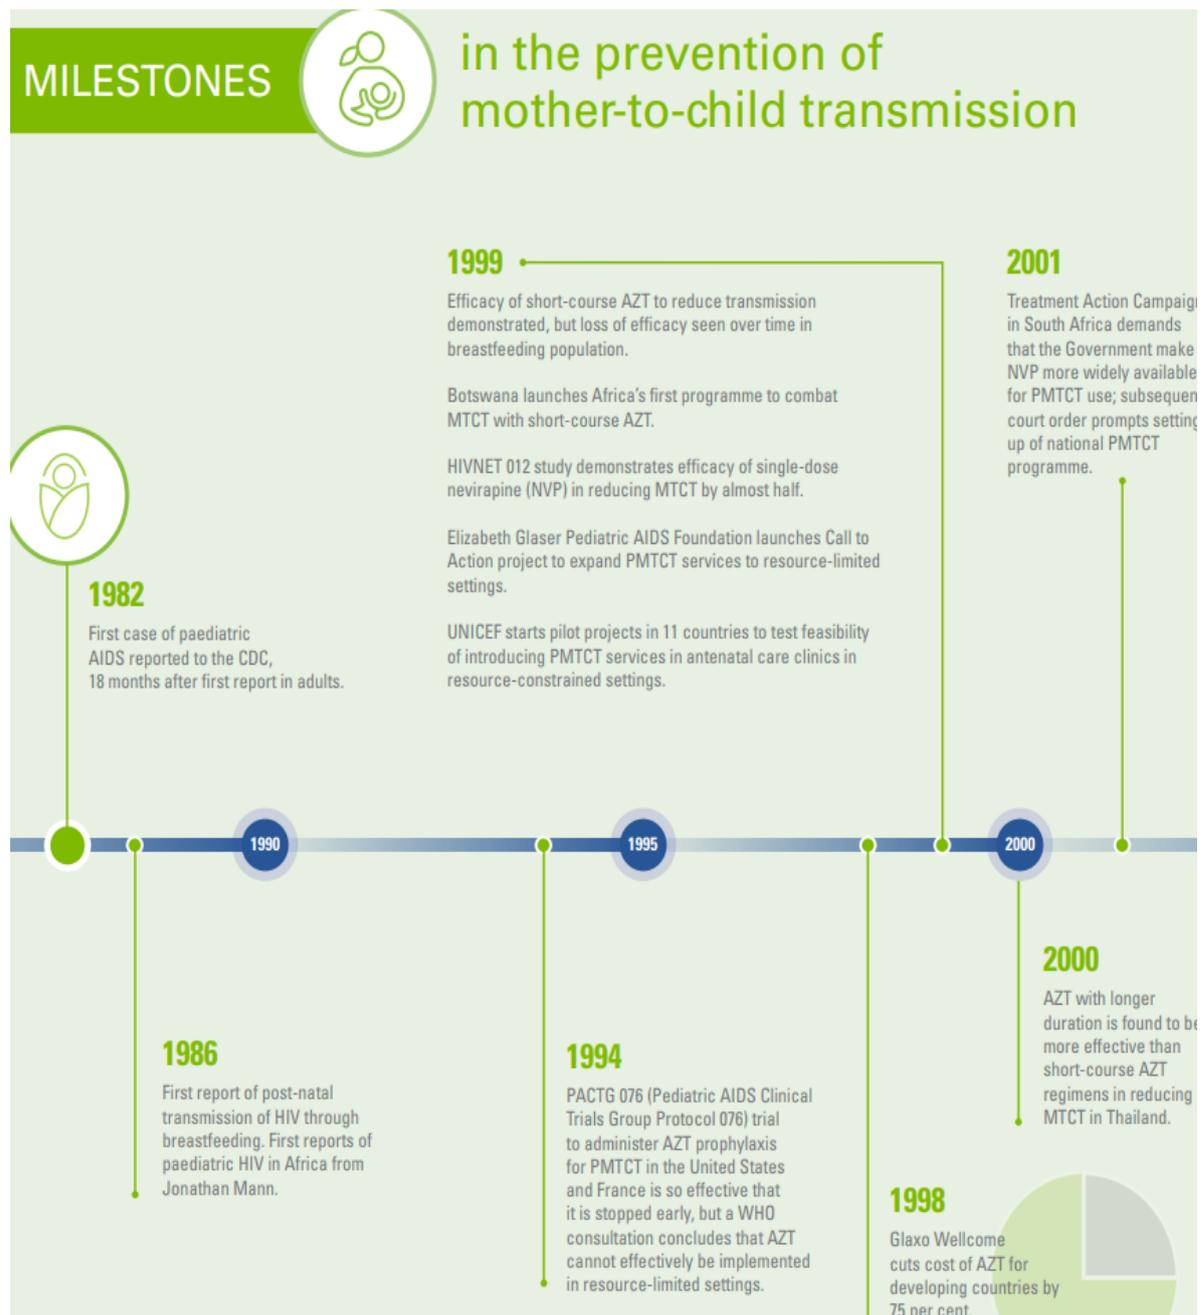 MILESTONES
in the prevention of
mother-to-child transmission
1999
Efficacy of short-course AZT to reduce transmission
demonstrated, but loss of efficacy seen over time in
breastfeeding population.
Botswana launches Africa's first programme to combat
MTCT with short-course AZT.
HIVNET 012 study demonstrates efficacy of single-dose
nevirapine (NVP) in reducing MTCT by almost half.
Elizabeth Glaser Pediatric AIDS Foundation launches Call to
Action project to expand PMTCT services to resource-limited
settings.
UNICEF starts pilot projects in 11 countries to test feasibility
of introducing PMTCT services in antenatal care clinics in
resource-constrained settings.
2001
Treatment Action Campaign
in South Africa demands
that the Government make
NVP more widely available
for PMTCT use; subsequen
court order prompts setting
up of national PMTCT
programme.
1982
First case of paediatric
AIDS reported to the CDC,
18 months after first report in adults.
1990
1995
2000
1986
First report of post-natal
transmission of HIV through
breastfeeding. First reports of
paediatric HIV in Africa from
Jonathan Mann.
1994
PACTG 076 (Pediatric AIDS Clinical
Trials Group Protocol 076) trial
to administer AZT prophylaxis
for PMTCT in the United States
and France is so effective that
it is stopped early, but a WHO
consultation concludes that AZT
cannot effectively be implemented
in resource-limited settings.
2000
AZT with longer
duration is found to be
more effective than
short-course AZT
regimens in reducing
MTCT in Thailand.
1998
Glaxo Wellcome
cuts cost of AZT for
developing countries by
75 per cent.